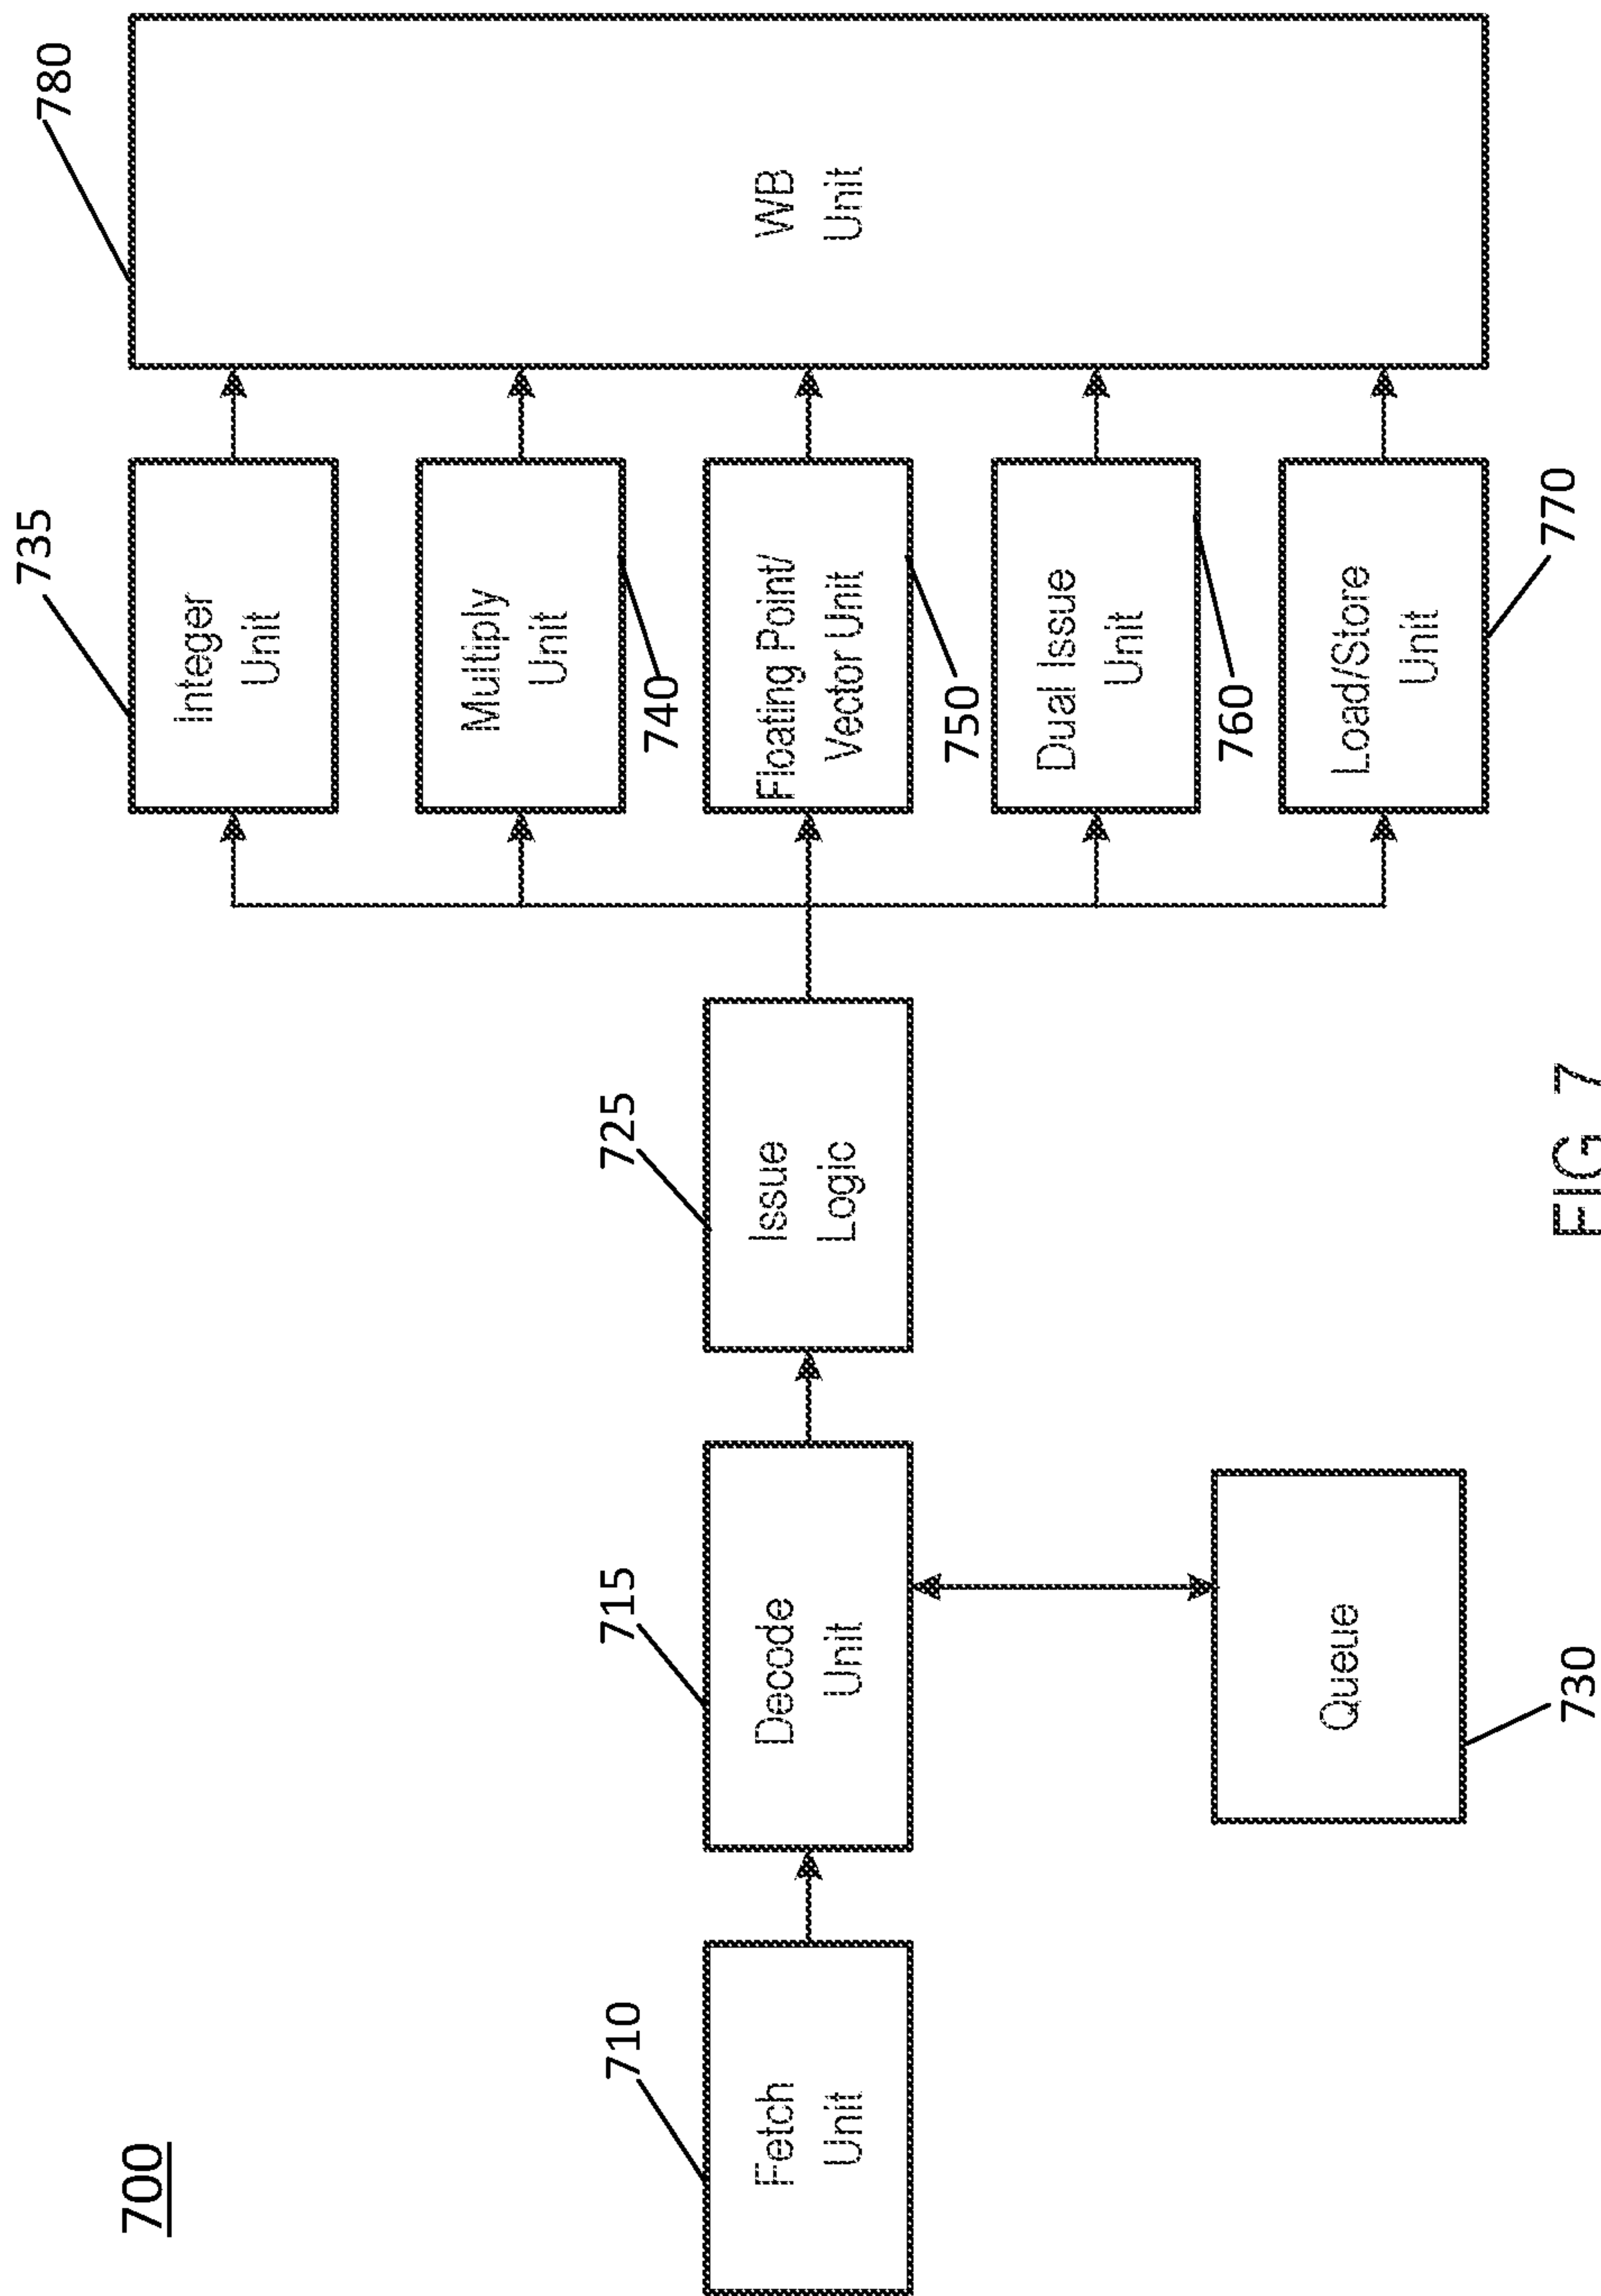 700
710
Fetch
Unit
715
Decode
Unit
730
Queue
725
Issue
Logic
735
Integer
Unit
Multiply
Unit
740
Floating Point/
Vector Unit
750
Dual Issue
Unit
760
Load/Store
Unit
770
780
WB
Unit
FIG. 7